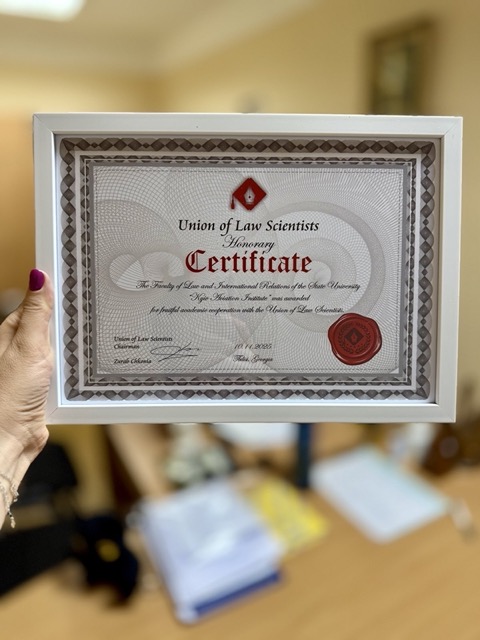 Union of Law Scientists
Honorary
Certificate
The Faculty of Law and International Relations of the State University
"Kyiv Aviation Institute" was awarded
for fruitful academic cooperation with the Union of Law Scientists.
Union of Law Scientists
Chairman
10.11.2025
Zurab Chkonia
Tbilisi, Georgia